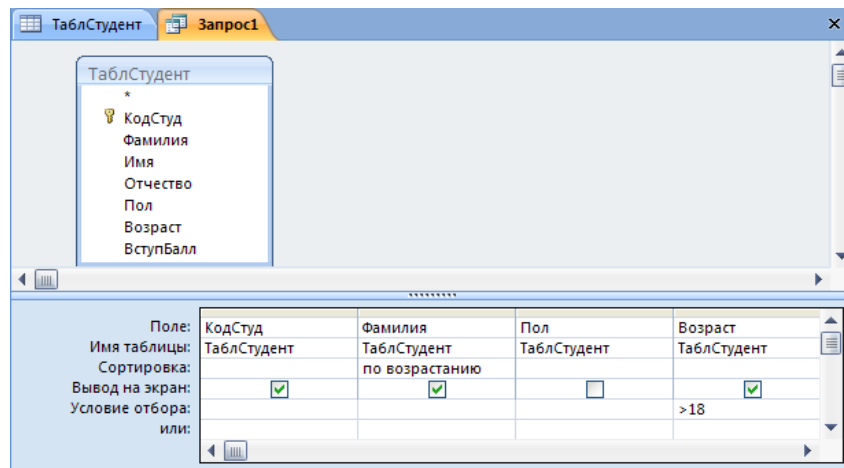 ТаблСтудент Запрос1
ТаблСтудент
*
КодСтуд
Фамилия
Имя
Отчество
Пол
Возраст
ВступБалл
Поле: КодСтуд Фамилия Пол Возраст
Имя таблицы: ТаблСтудент ТаблСтудент ТаблСтудент ТаблСтудент
Сортировка: по возрастанию
Вывод на экран:
Условие отбора: >18
или: